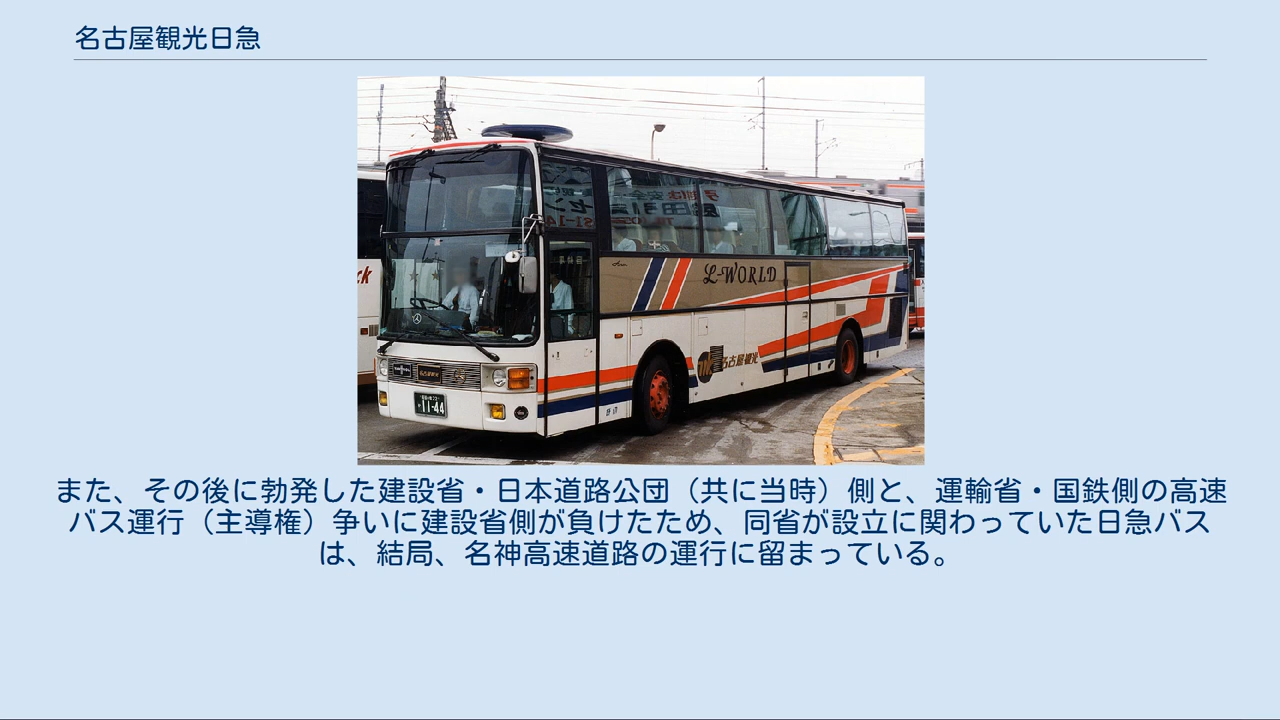 名古屋観光日急
L-WORLD
名古屋観光
11-44
また、その後に勃発した建設省・日本道路公団（共に当時）側と、運輸省・国鉄側の高速
バス運行（主導権）争いに建設省側が負けたため、同省が設立に関わっていた日急バス
は、結局、名神高速道路の運行に留まっている。